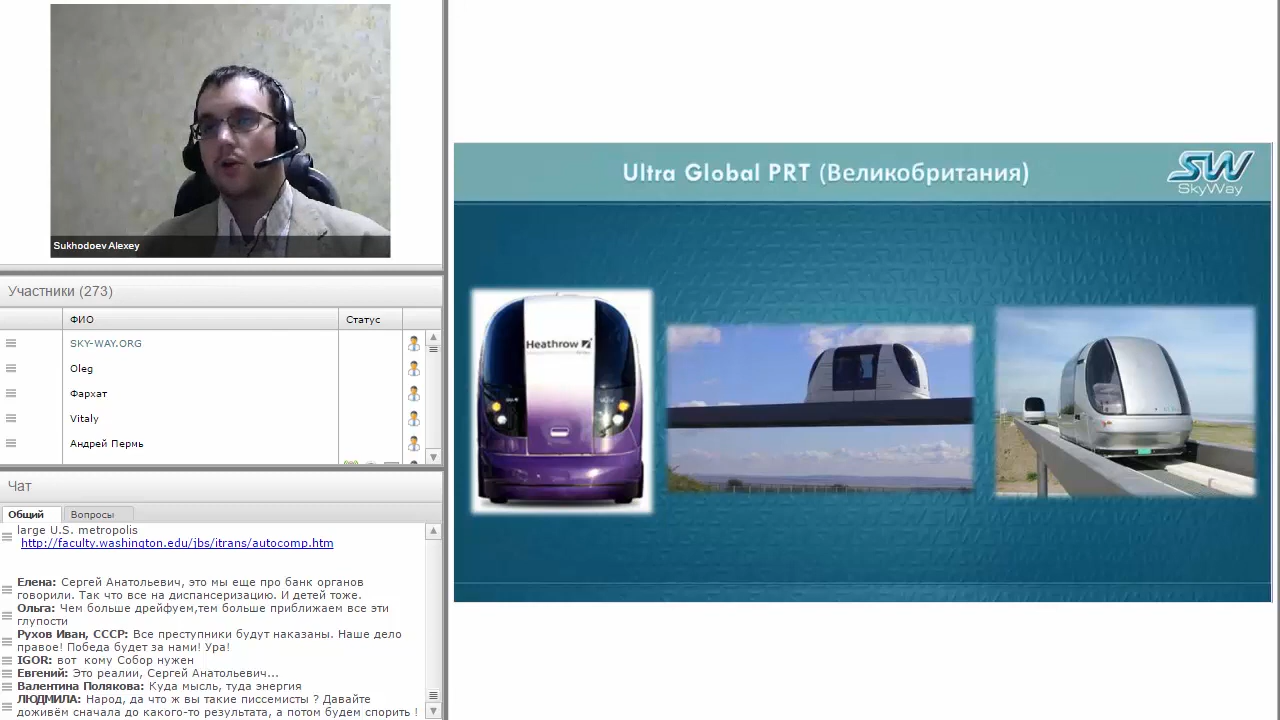 Sukhodoev Alexey
Участники (273)
ФИО
Статус
SKY-WAY.ORG
Oleg
Фархат
Vitaly
Андрей Пермь
Чат
Общий
Вопросы
large U.S. metropolis
http://faculty.washington.edu/jbs/itrans/autocomp.htm
Елена: Сергей Анатольевич, это мы еще про банк органов
говорили. Так что все на диспансеризацию. И детей тоже.
Ольга: Чем больше дрейфуем,тем больше приближаем все эти
глупости
Рухов Иван, СССР: Все преступники будут наказаны. Наше дело
правое! Победа будет за нами! Ура!
IGOR: вот кому Собор нужен
Евгений: Это реалии, Сергей Анатольевич...
Валентина Полякова: Куда мысль, туда энергия
ЛЮДМИЛА: Народ, да что ж вы такие писсемисты ? Давайте
доживём сначала до какого-то результата, а потом будем спорить !
Ultra Global PRT (Великобритания)
SW
SkyWay
Heathrow